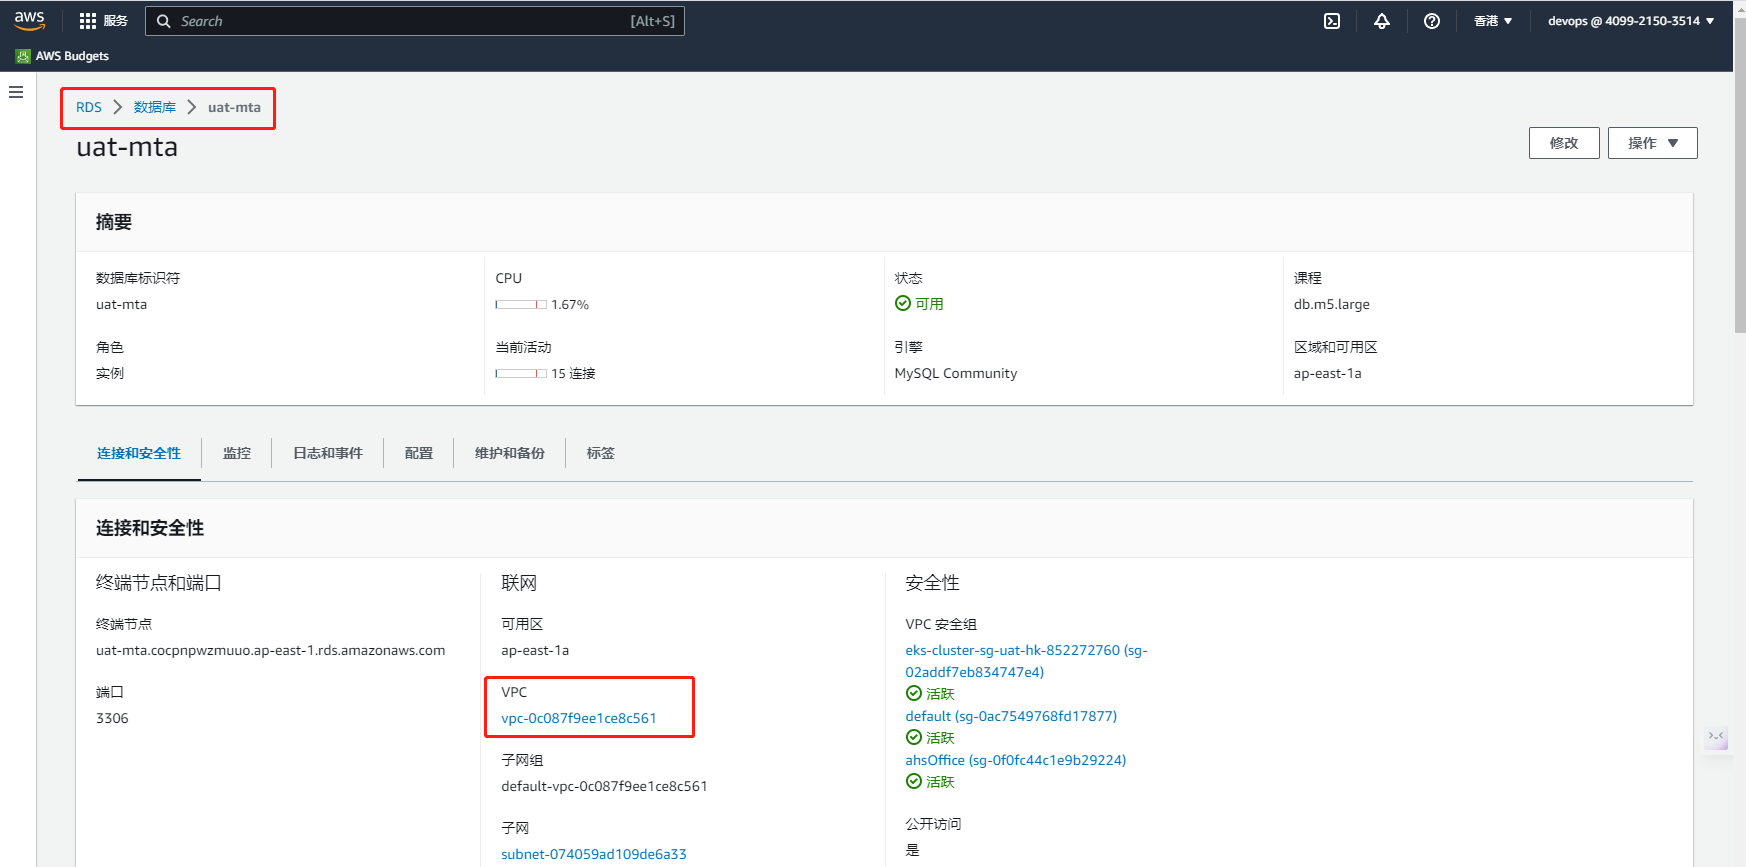 aws 服务 Search [Alt+S] 香港 ▼ devops @ 4099-2150-3514 ▼
AWS Budgets
RDS > 数据库 > uat-mta
uat-mta
修改 操作 ▼
摘要
数据库标识符 CPU 状态 课程
uat-mta 1.67% 可用 db.m5.large
角色 当前活动 引擎 区域和可用区
实例 15 连接 MySQL Community ap-east-1a
连接和安全性 监控 日志和事件 配置 维护和备份 标签
连接和安全性
终端节点和端口
终端节点
uat-mta.cocpnpwzmuuo.ap-east-1.rds.amazonaws.com
端口
3306
联网
可用区
ap-east-1a
VPC
vpc-0c087f9ee1ce8c561
子网组
default-vpc-0c087f9ee1ce8c561
子网
subnet-074059ad109de6a33
安全性
VPC 安全组
eks-cluster-sg-uat-hk-852272760 (sg-
02addf7eb834747e4)
活跃
default (sg-0ac7549768fd17877)
活跃
ahsOffice (sg-0f0fc44c1e9b29224)
活跃
公开访问
是